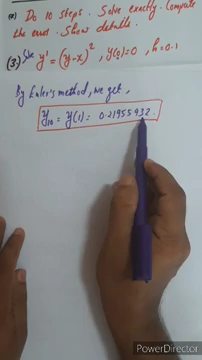 Do 10 steps. Solve exactly. Compute
the error. Show details.
(3.) y' = (y-x)², y(0)=0, h=0.1
By Euler's method, we get,
y₁₀ = y(1) = 0.21955932.
PowerDirector